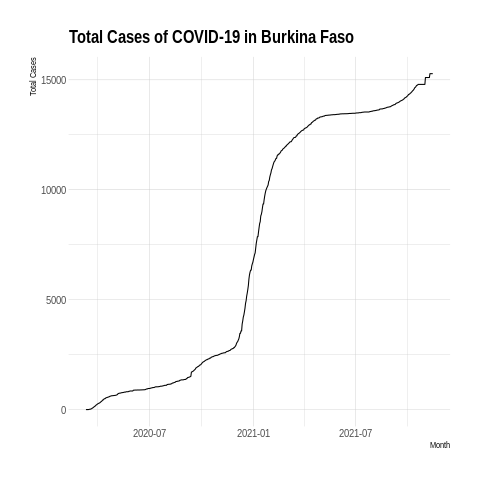 Total Cases of COVID-19 in Burkina Faso
Total Cases
15000
10000
5000
0
2020-07
2021-01
2021-07
Month